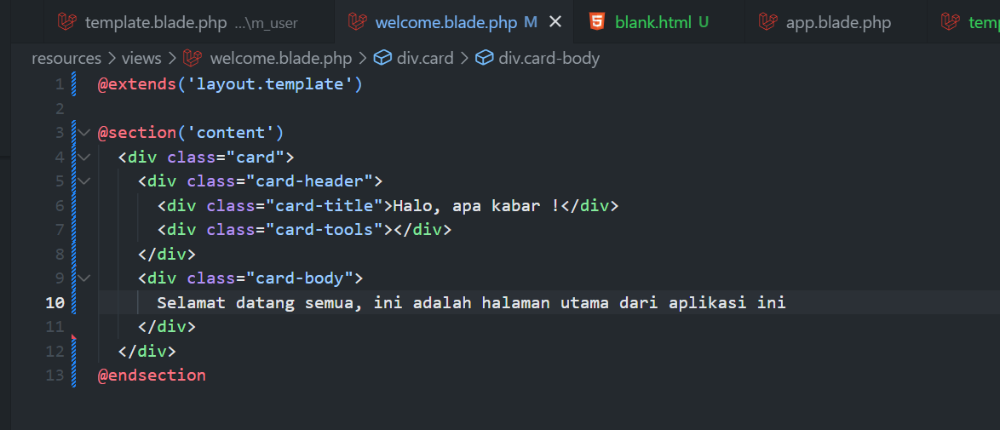 template.blade.php ...\m_user welcome.blade.php M blank.html U app.blade.php temp
resources > views > welcome.blade.php > div.card > div.card-body
1 @extends('layout.template')
2
3 @section('content')
4 <div class="card">
5 <div class="card-header">
6 <div class="card-title">Halo, apa kabar !</div>
7 <div class="card-tools"></div>
8 </div>
9 <div class="card-body">
10 Selamat datang semua, ini adalah halaman utama dari aplikasi ini
11 </div>
12 </div>
13 @endsection